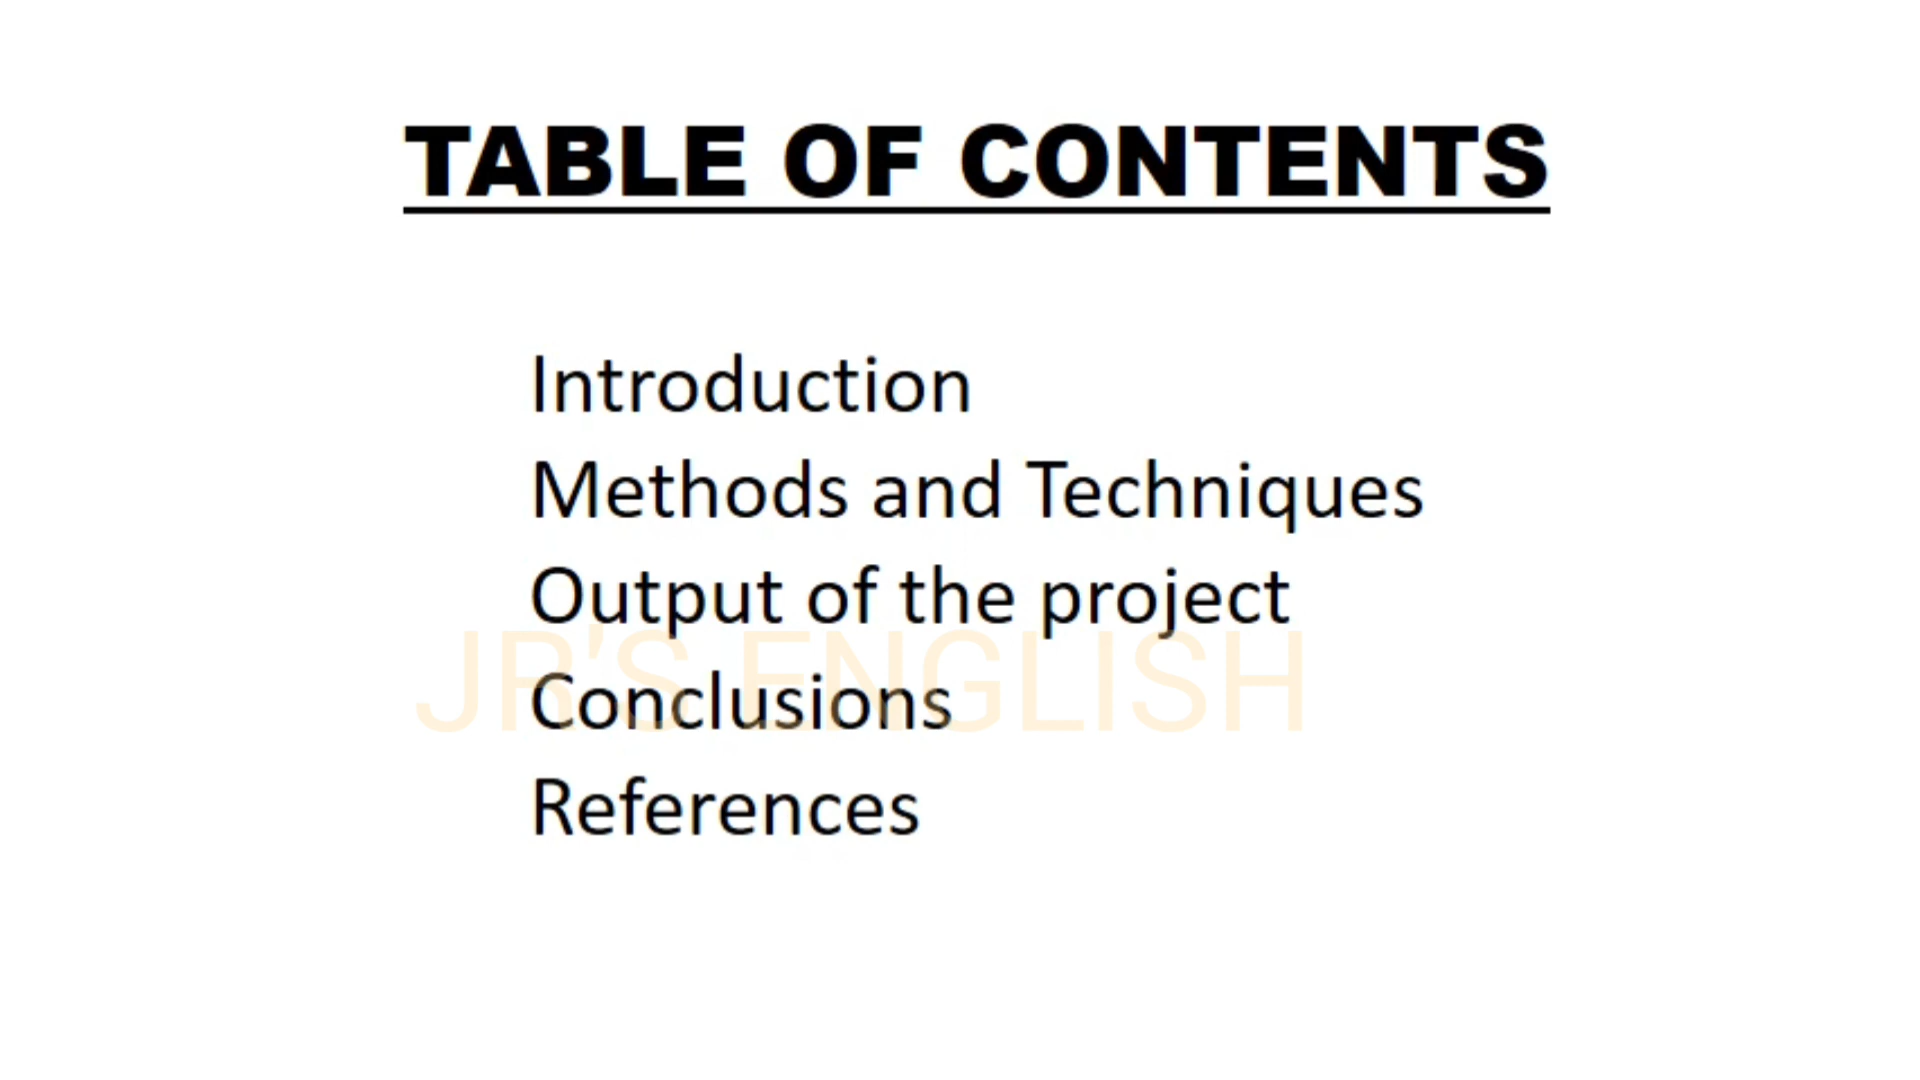 TABLE OF CONTENTS
Introduction
Methods and Techniques
Output of the project
JR'S ENGLISH
Conclusions
References